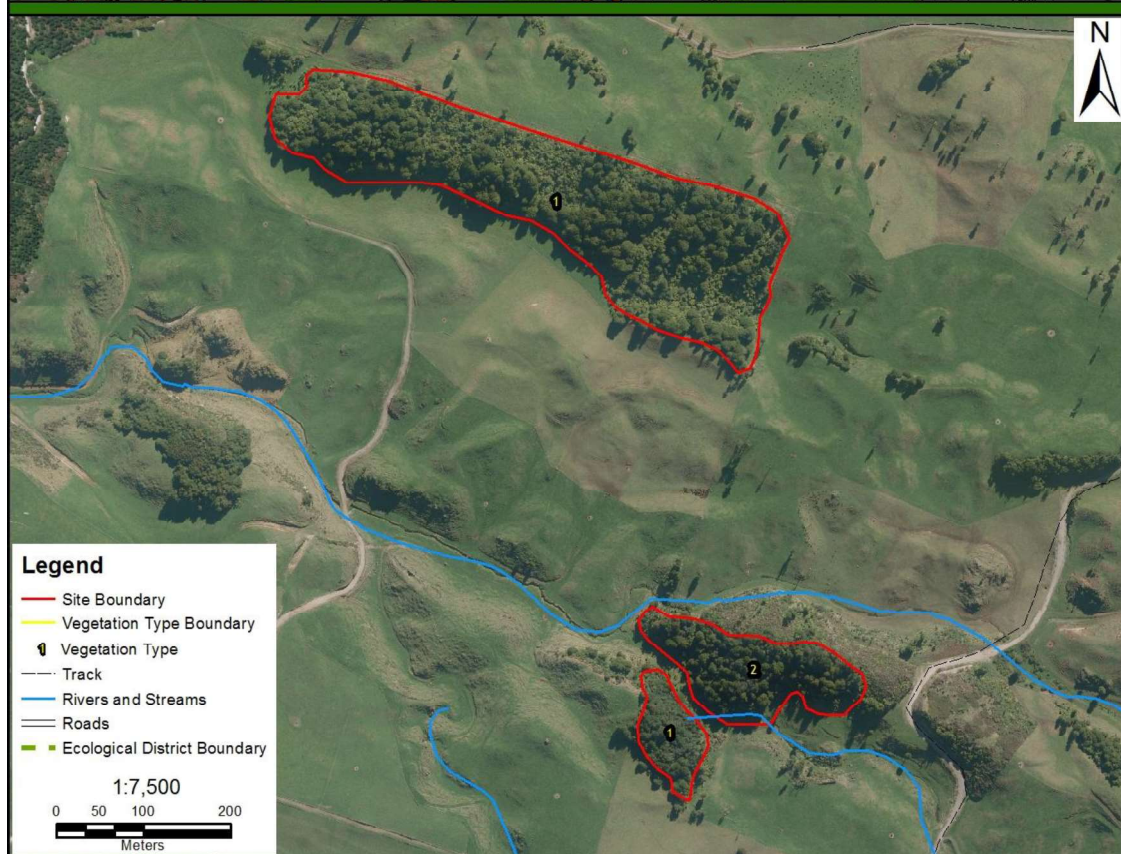 N
1
2
1
Legend
Site Boundary
Vegetation Type Boundary
1 Vegetation Type
Track
Rivers and Streams
Roads
Ecological District Boundary
1:7,500
0 50 100 200
Meters